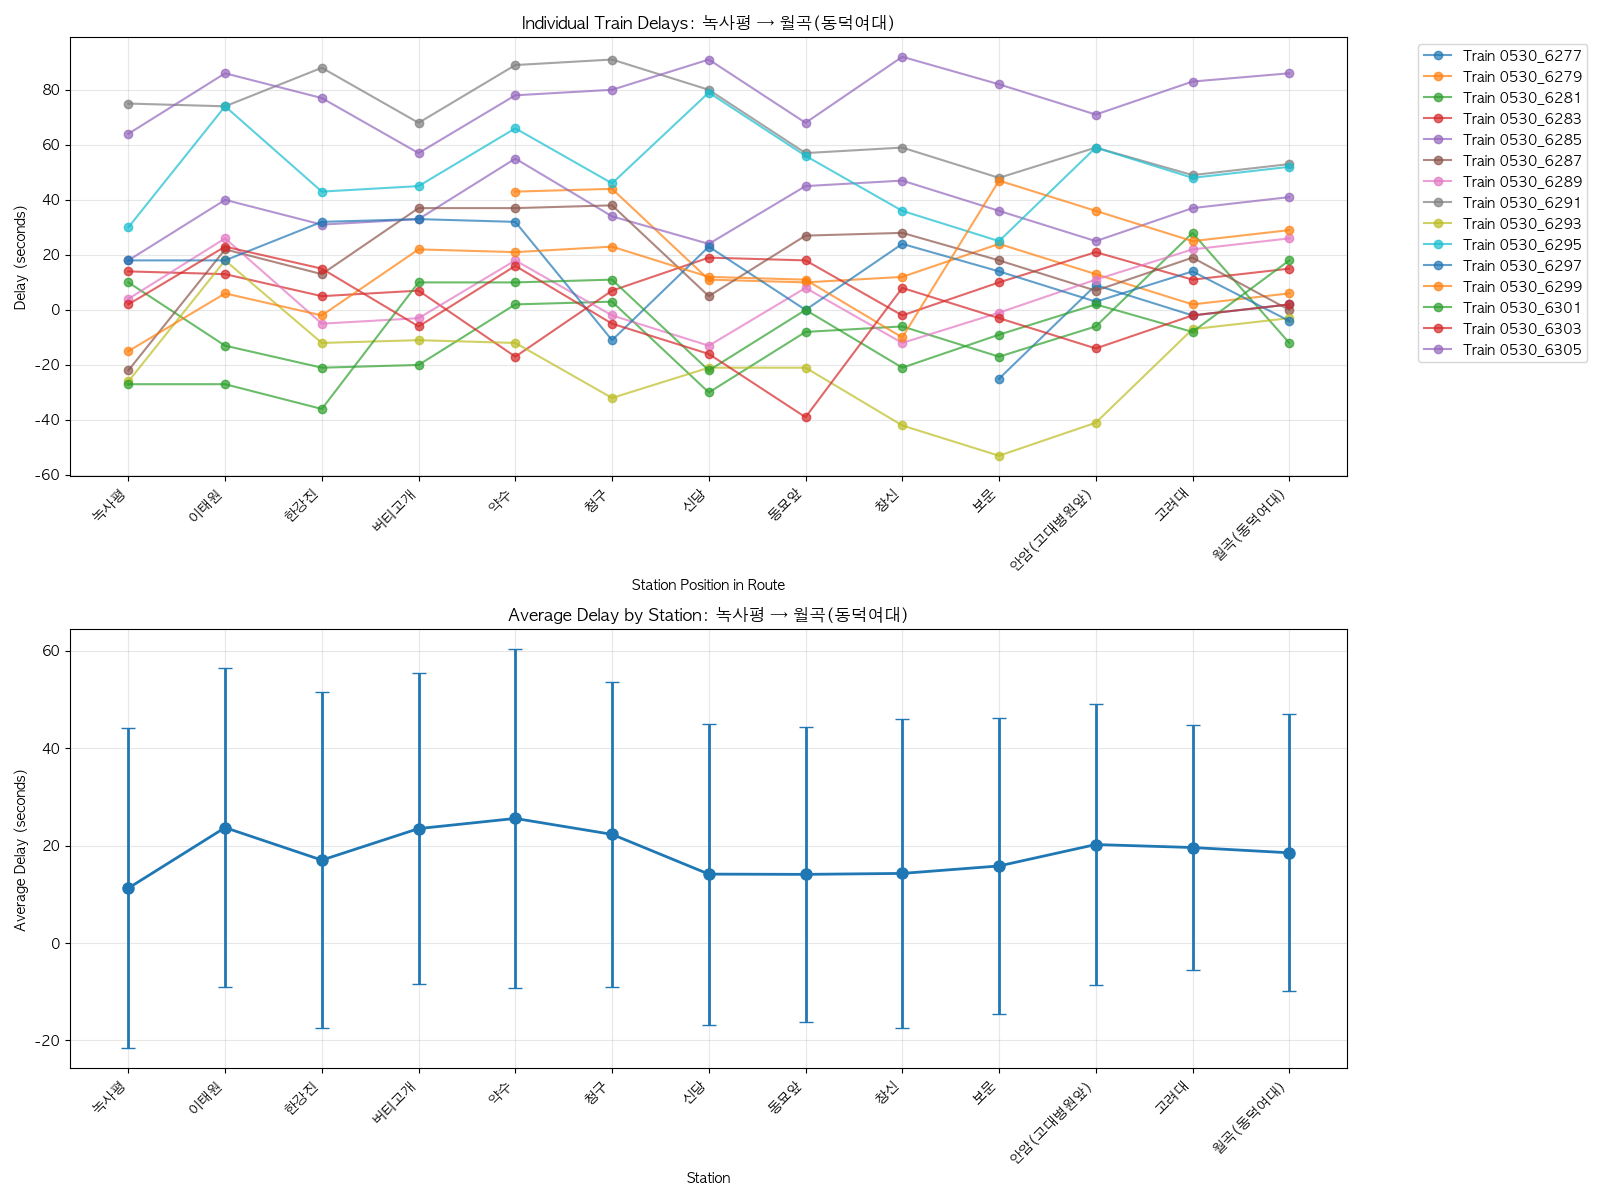 Individual Train Delays: 녹사평 → 월곡(동덕여대)
Delay (seconds)
80
60
40
20
0
-20
-40
-60
녹사평
이태원
한강진
버티고개
약수
청구
신당
동묘앞
창신
보문
안암(고대병원앞)
고려대
월곡(동덕여대)
Station Position in Route
Train 0530_6277
Train 0530_6279
Train 0530_6281
Train 0530_6283
Train 0530_6285
Train 0530_6287
Train 0530_6289
Train 0530_6291
Train 0530_6293
Train 0530_6295
Train 0530_6297
Train 0530_6299
Train 0530_6301
Train 0530_6303
Train 0530_6305
Average Delay by Station: 녹사평 → 월곡(동덕여대)
Average Delay (seconds)
60
40
20
0
-20
녹사평
이태원
한강진
버티고개
약수
청구
신당
동묘앞
창신
보문
안암(고대병원앞)
고려대
월곡(동덕여대)
Station